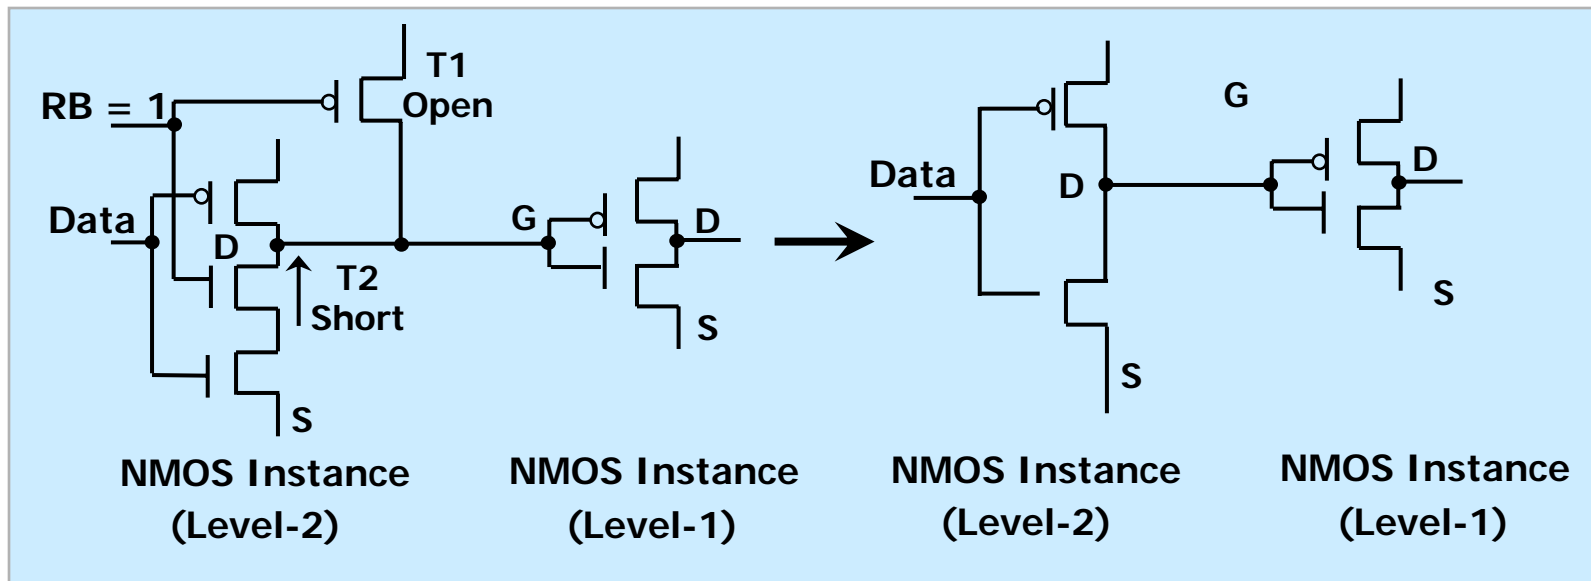 T1
Open
RB = 1
Data
D
T2
Short
S
G
D
S
NMOS Instance
(Level-2)
NMOS Instance
(Level-1)
Data
D
S
G
D
S
NMOS Instance
(Level-2)
NMOS Instance
(Level-1)